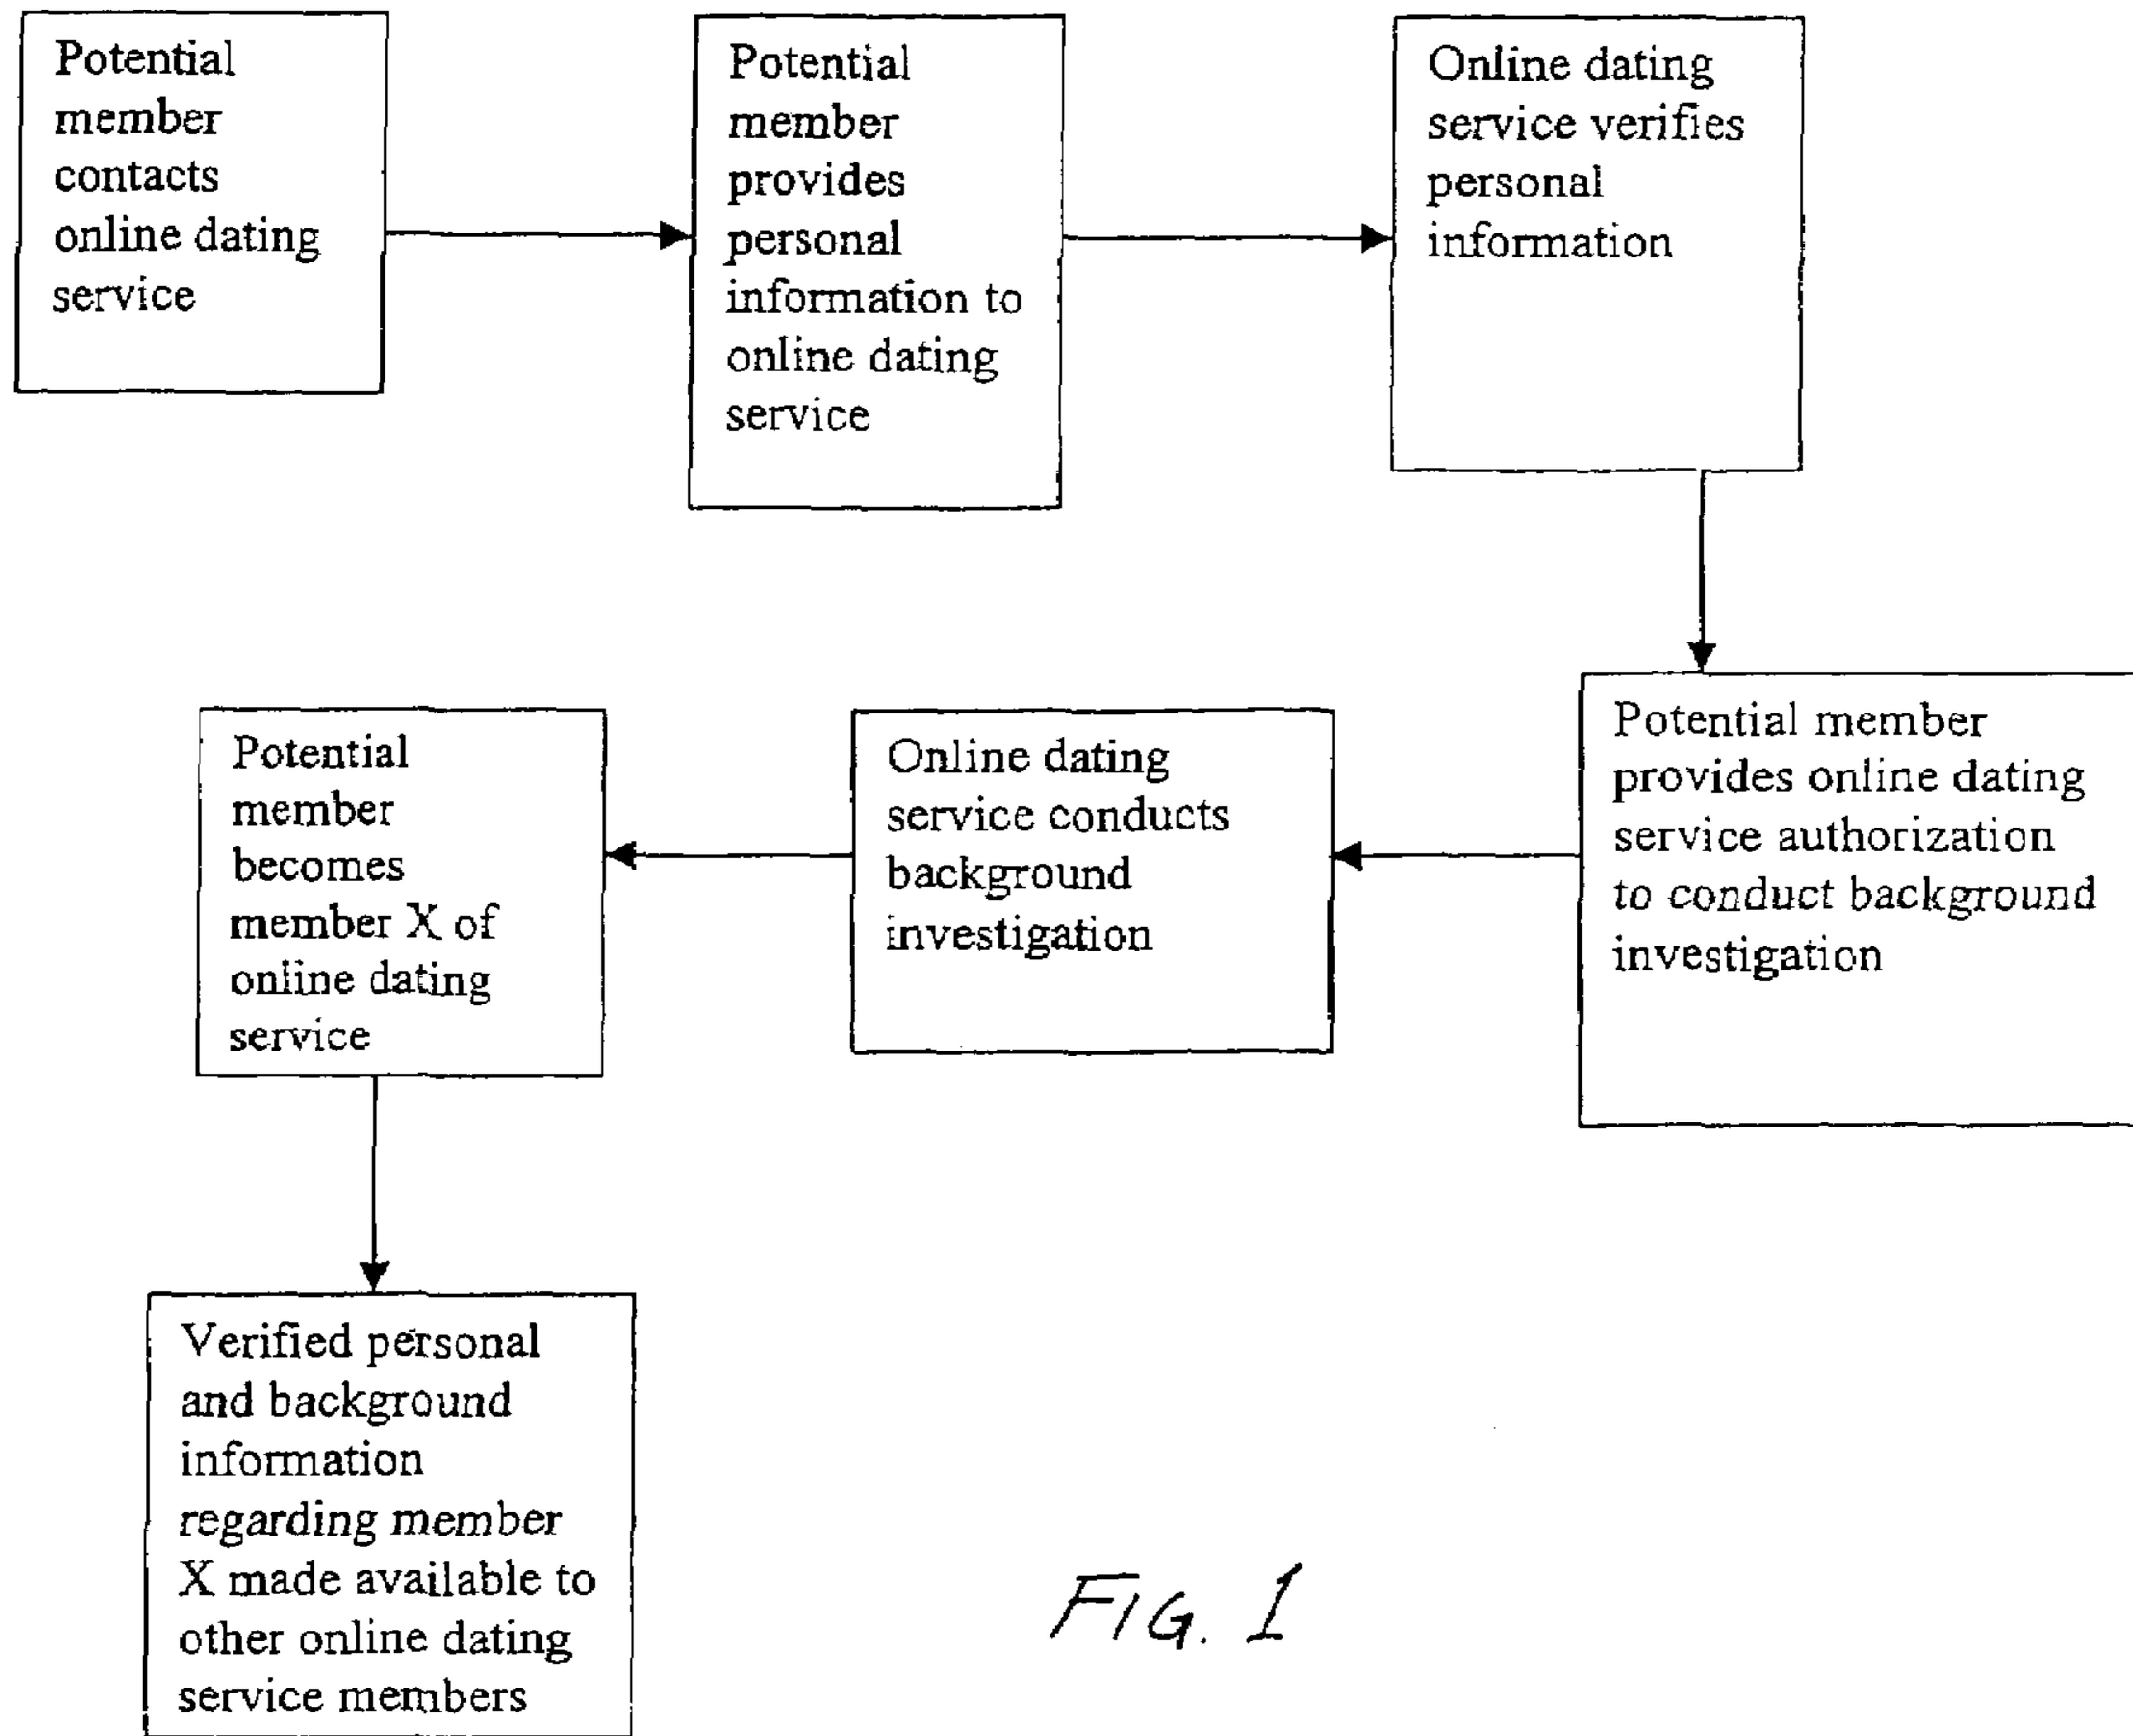 Potential
member
contacts
online dating
service
Potential
member
provides
personal
information to
online dating
service
Online dating
service verifies
personal
information
Potential member
provides online dating
service authorization
to conduct background
investigation
Online dating
service conducts
background
investigation
Potential
member
becomes
member X of
online dating
service
Verified personal
and background
information
regarding member
X made available to
other online dating
service members
FIG. 1